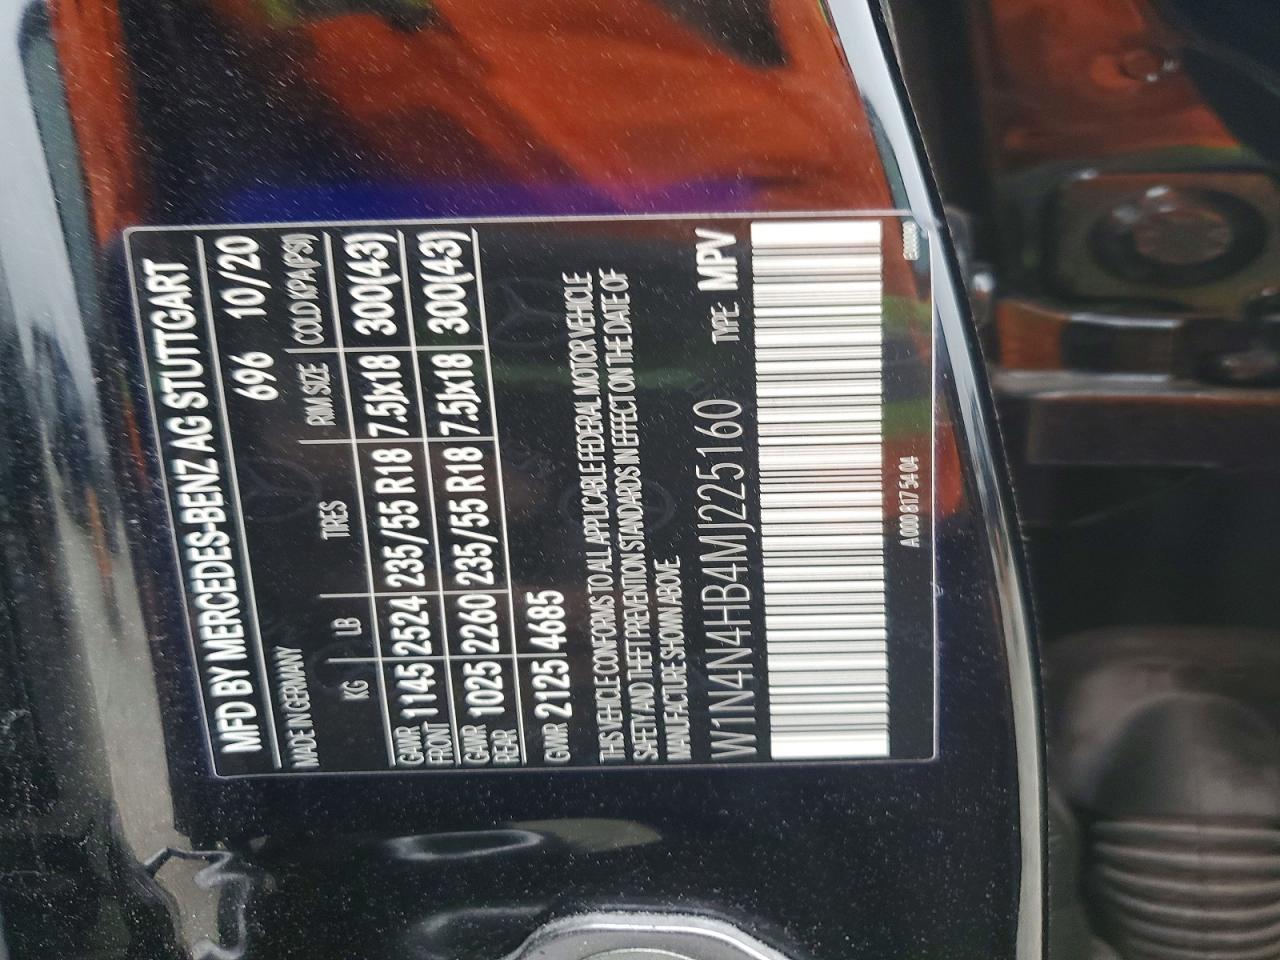 MFD BY MERCEDES-BENZ AG STUTTGART
696 10/20
MADE IN GERMANY
KG LB TIRES RIM SIZE COLD KPA(PSI)
GAWR FRONT 1145 2524 235/55 R18 7.5Jx18 300(43)
GAWR REAR 1025 2260 235/55 R18 7.5Jx18 300(43)
GVWR 2125 4685
THIS VEHICLE CONFORMS TO ALL APPLICABLE FEDERAL MOTOR VEHICLE
SAFETY AND THEFT PREVENTION STANDARDS IN EFFECT ON THE DATE OF
MANUFACTURE SHOWN ABOVE.
W1N4N4HB4MJ225160 TYPE: MPV
A 000 817 54 04